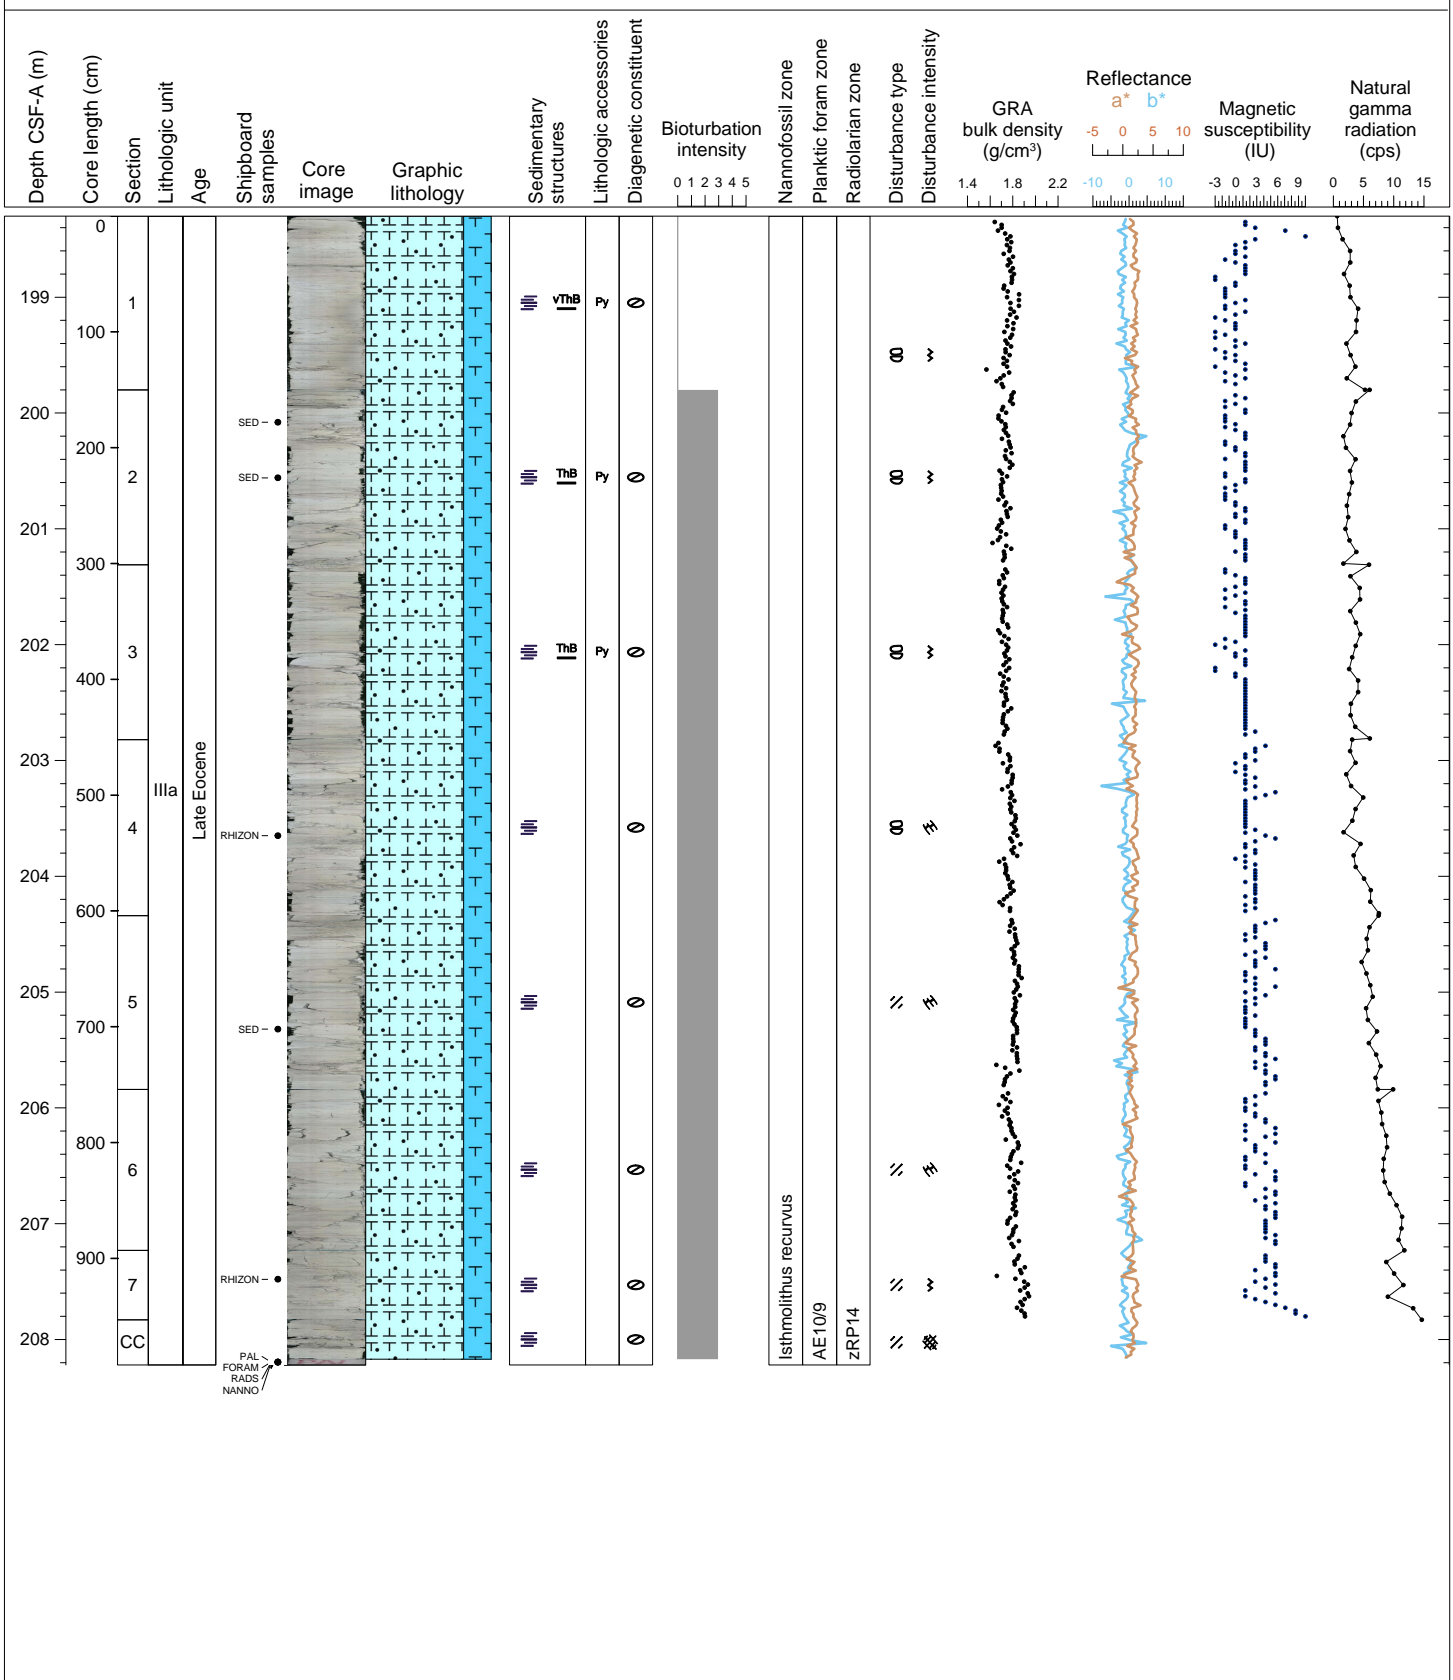 Depth CSF-A (m)
Core length (cm)
Section
Lithologic unit
Age
Shipboard
samples
Core
image
Graphic
lithology
Sedimentary
structures
Lithologic accessories
Diagenetic constituent
Bioturbation
intensity
0 1 2 3 4 5
Nannofossil zone
Planktic foram zone
Radiolarian zone
Disturbance type
Disturbance intensity
GRA
bulk density
(g/cm³)
1.4 1.8 2.2
Reflectance
a* b*
-5 0 5 10
-10 0 10
Magnetic
susceptibility
(IU)
-3 0 3 6 9
Natural
gamma
radiation
(cps)
0 5 10 15
0
199
1
vThB
Py
100
200
SED
200
2
SED
ThB
Py
201
300
202
3
ThB
Py
400
203
IIIa
Late Eocene
500
4
RHIZON
204
600
205
5
700
SED
206
800
6
207
900
7
RHIZON
208
CC
PAL
FORAM
RADS
NANNO
Isthmolithus recurvus
AE10/9
zRP14